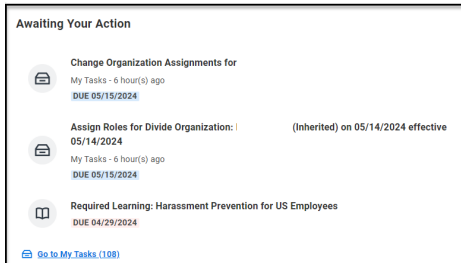 Awaiting Your Action
Change Organization Assignments for
My Tasks - 6 hour(s) ago
DUE 05/15/2024
Assign Roles for Divide Organization: (Inherited) on 05/14/2024 effective
05/14/2024
My Tasks - 6 hour(s) ago
DUE 05/15/2024
Required Learning: Harassment Prevention for US Employees
DUE 04/29/2024
Go to My Tasks (108)